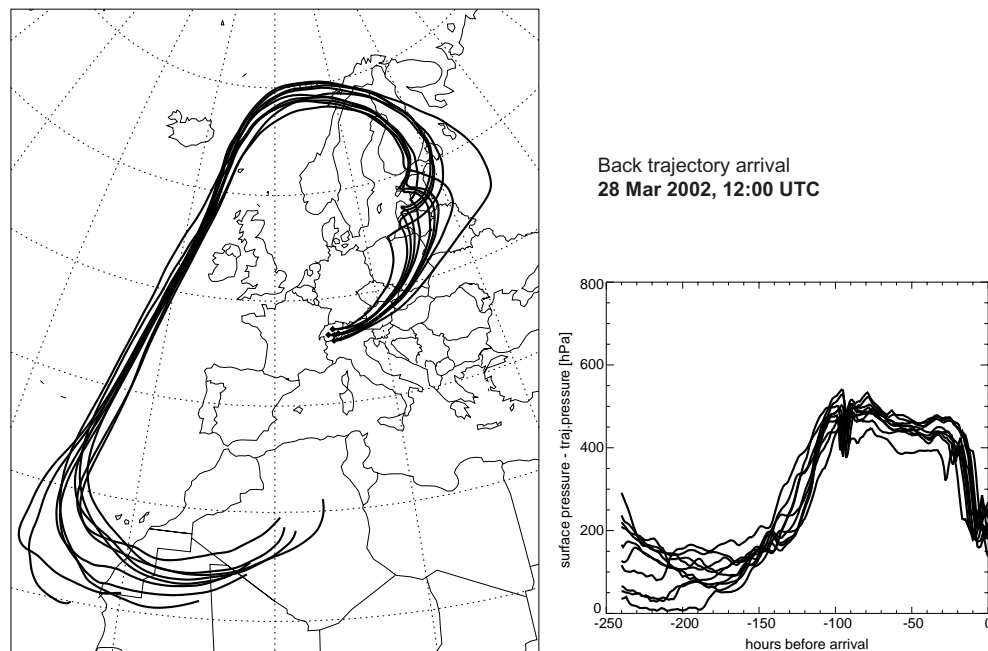 Back trajectory arrival
28 Mar 2002, 12:00 UTC
surface pressure - traj.pressure [hPa]
800
600
400
200
0
-250 -200 -150 -100 -50 0
hours before arrival